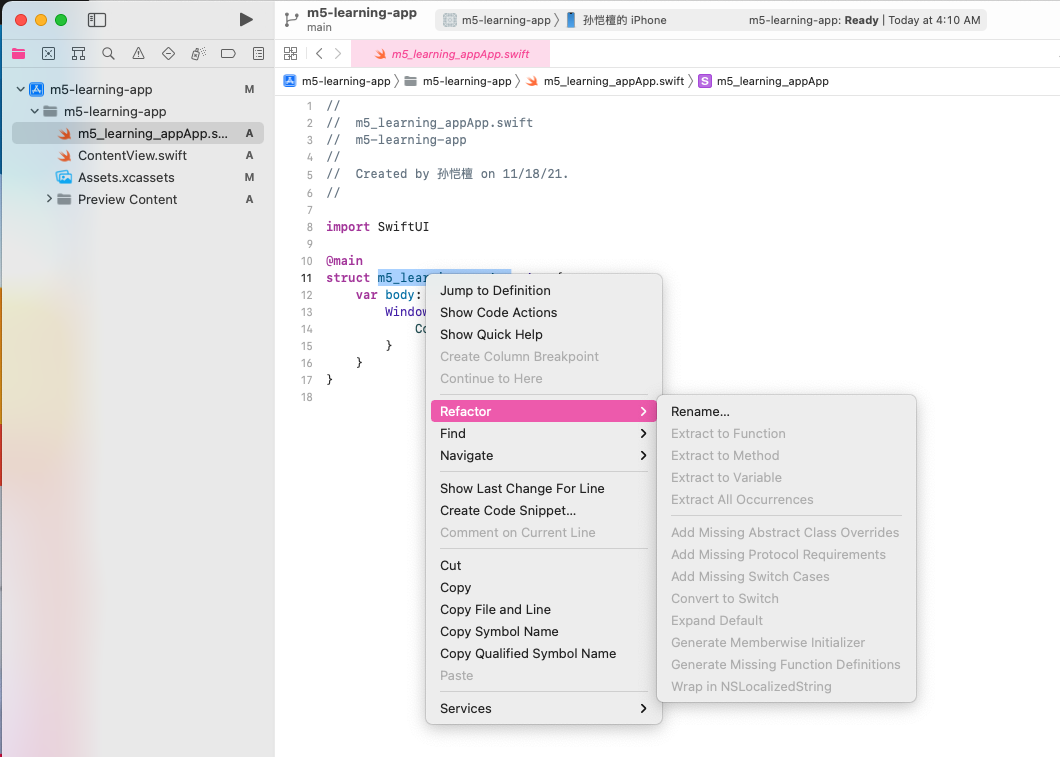 m5-learning-app
main
m5-learning-app 孙恺檀的 iPhone
m5-learning-app: Ready | Today at 4:10 AM
m5_learning_appApp.swift
m5-learning-app M
m5-learning-app
m5_learning_appApp.s... A
ContentView.swift A
Assets.xcassets M
Preview Content A
m5-learning-app m5-learning-app m5_learning_appApp.swift S m5_learning_appApp
1 //
2 // m5_learning_appApp.swift
3 // m5-learning-app
4 //
5 // Created by 孙恺檀 on 11/18/21.
6 //
7
8 import SwiftUI
9
10 @main
11 struct
12 var body:
13
14
15 }
16 }
17 }
18
Jump to Definition
Show Code Actions
Show Quick Help
Create Column Breakpoint
Continue to Here
Refactor
Find
Navigate
Show Last Change For Line
Create Code Snippet...
Comment on Current Line
Cut
Copy
Copy File and Line
Copy Symbol Name
Copy Qualified Symbol Name
Paste
Services
Rename...
Extract to Function
Extract to Method
Extract to Variable
Extract All Occurrences
Add Missing Abstract Class Overrides
Add Missing Protocol Requirements
Add Missing Switch Cases
Convert to Switch
Expand Default
Generate Memberwise Initializer
Generate Missing Function Definitions
Wrap in NSLocalizedString